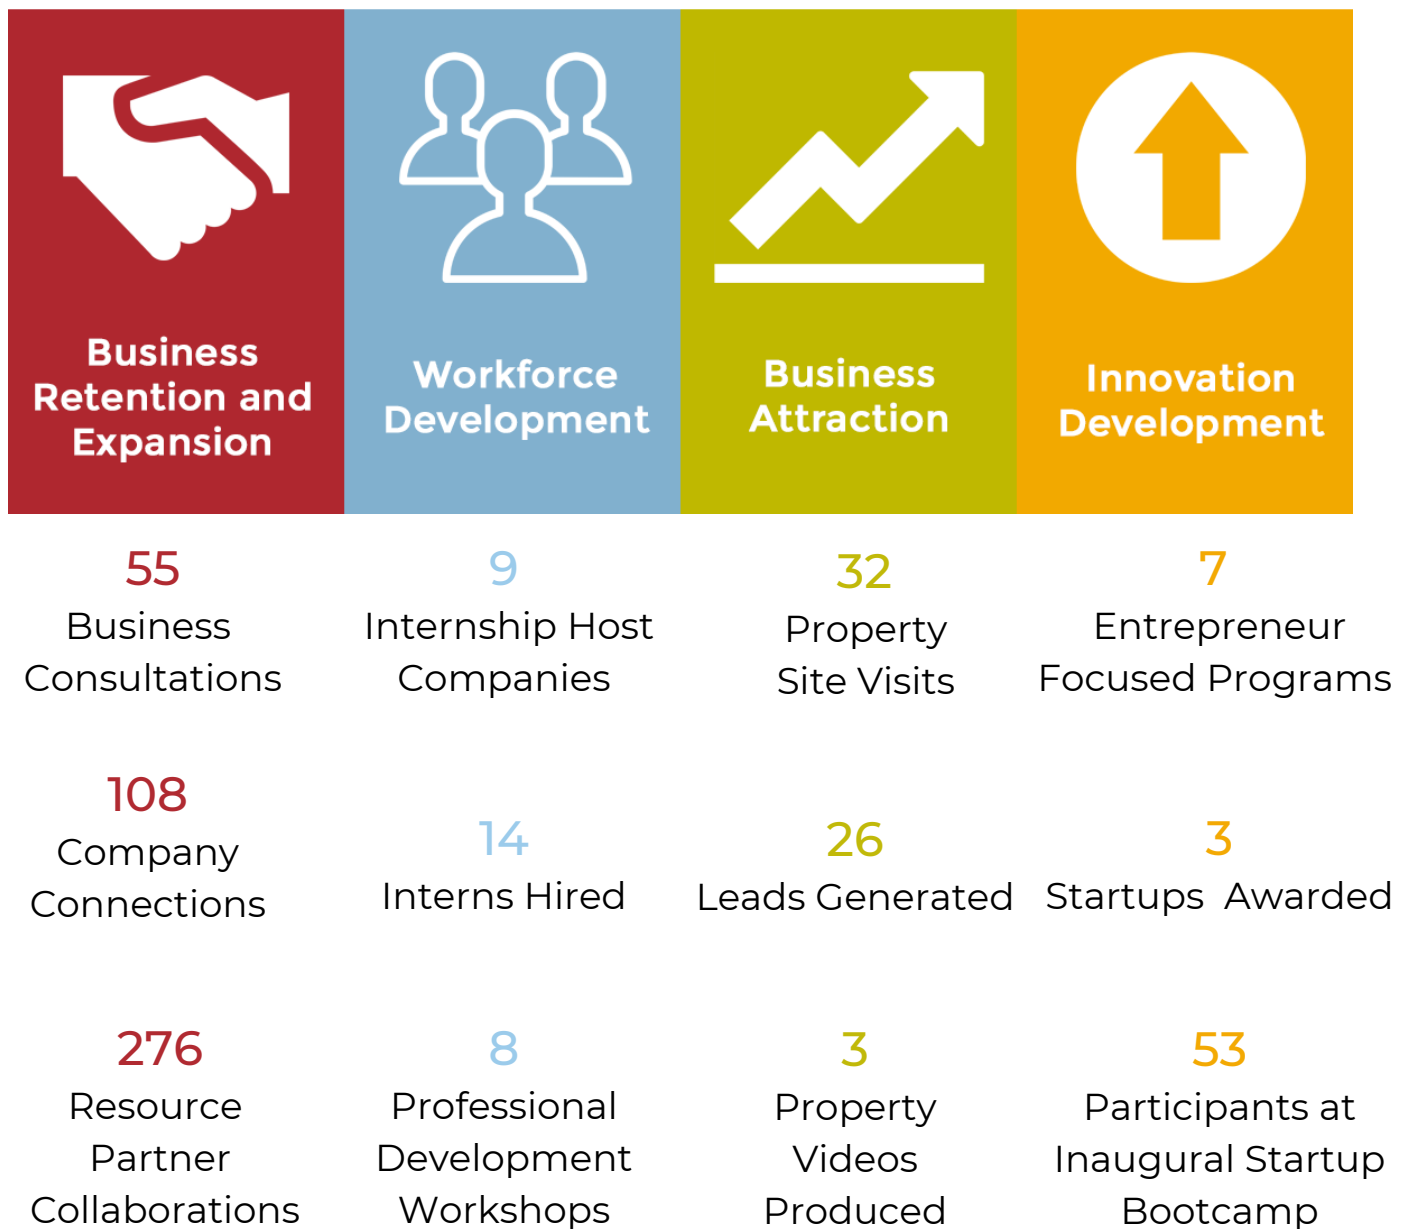 Business
Retention and
Expansion
Workforce
Development
Business
Attraction
Innovation
Development
55
Business
Consultations
9
Internship Host
Companies
32
Property
Site Visits
7
Entrepreneur
Focused Programs
108
Company
Connections
14
Interns Hired
26
Leads Generated
3
Startups Awarded
276
Resource
Partner
Collaborations
8
Professional
Development
Workshops
3
Property
Videos
Produced
53
Participants at
Inaugural Startup
Bootcamp